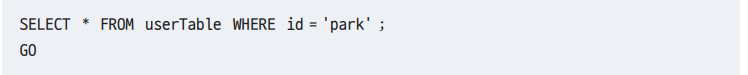 SELECT * FROM userTable WHERE id = 'park' ;
GO